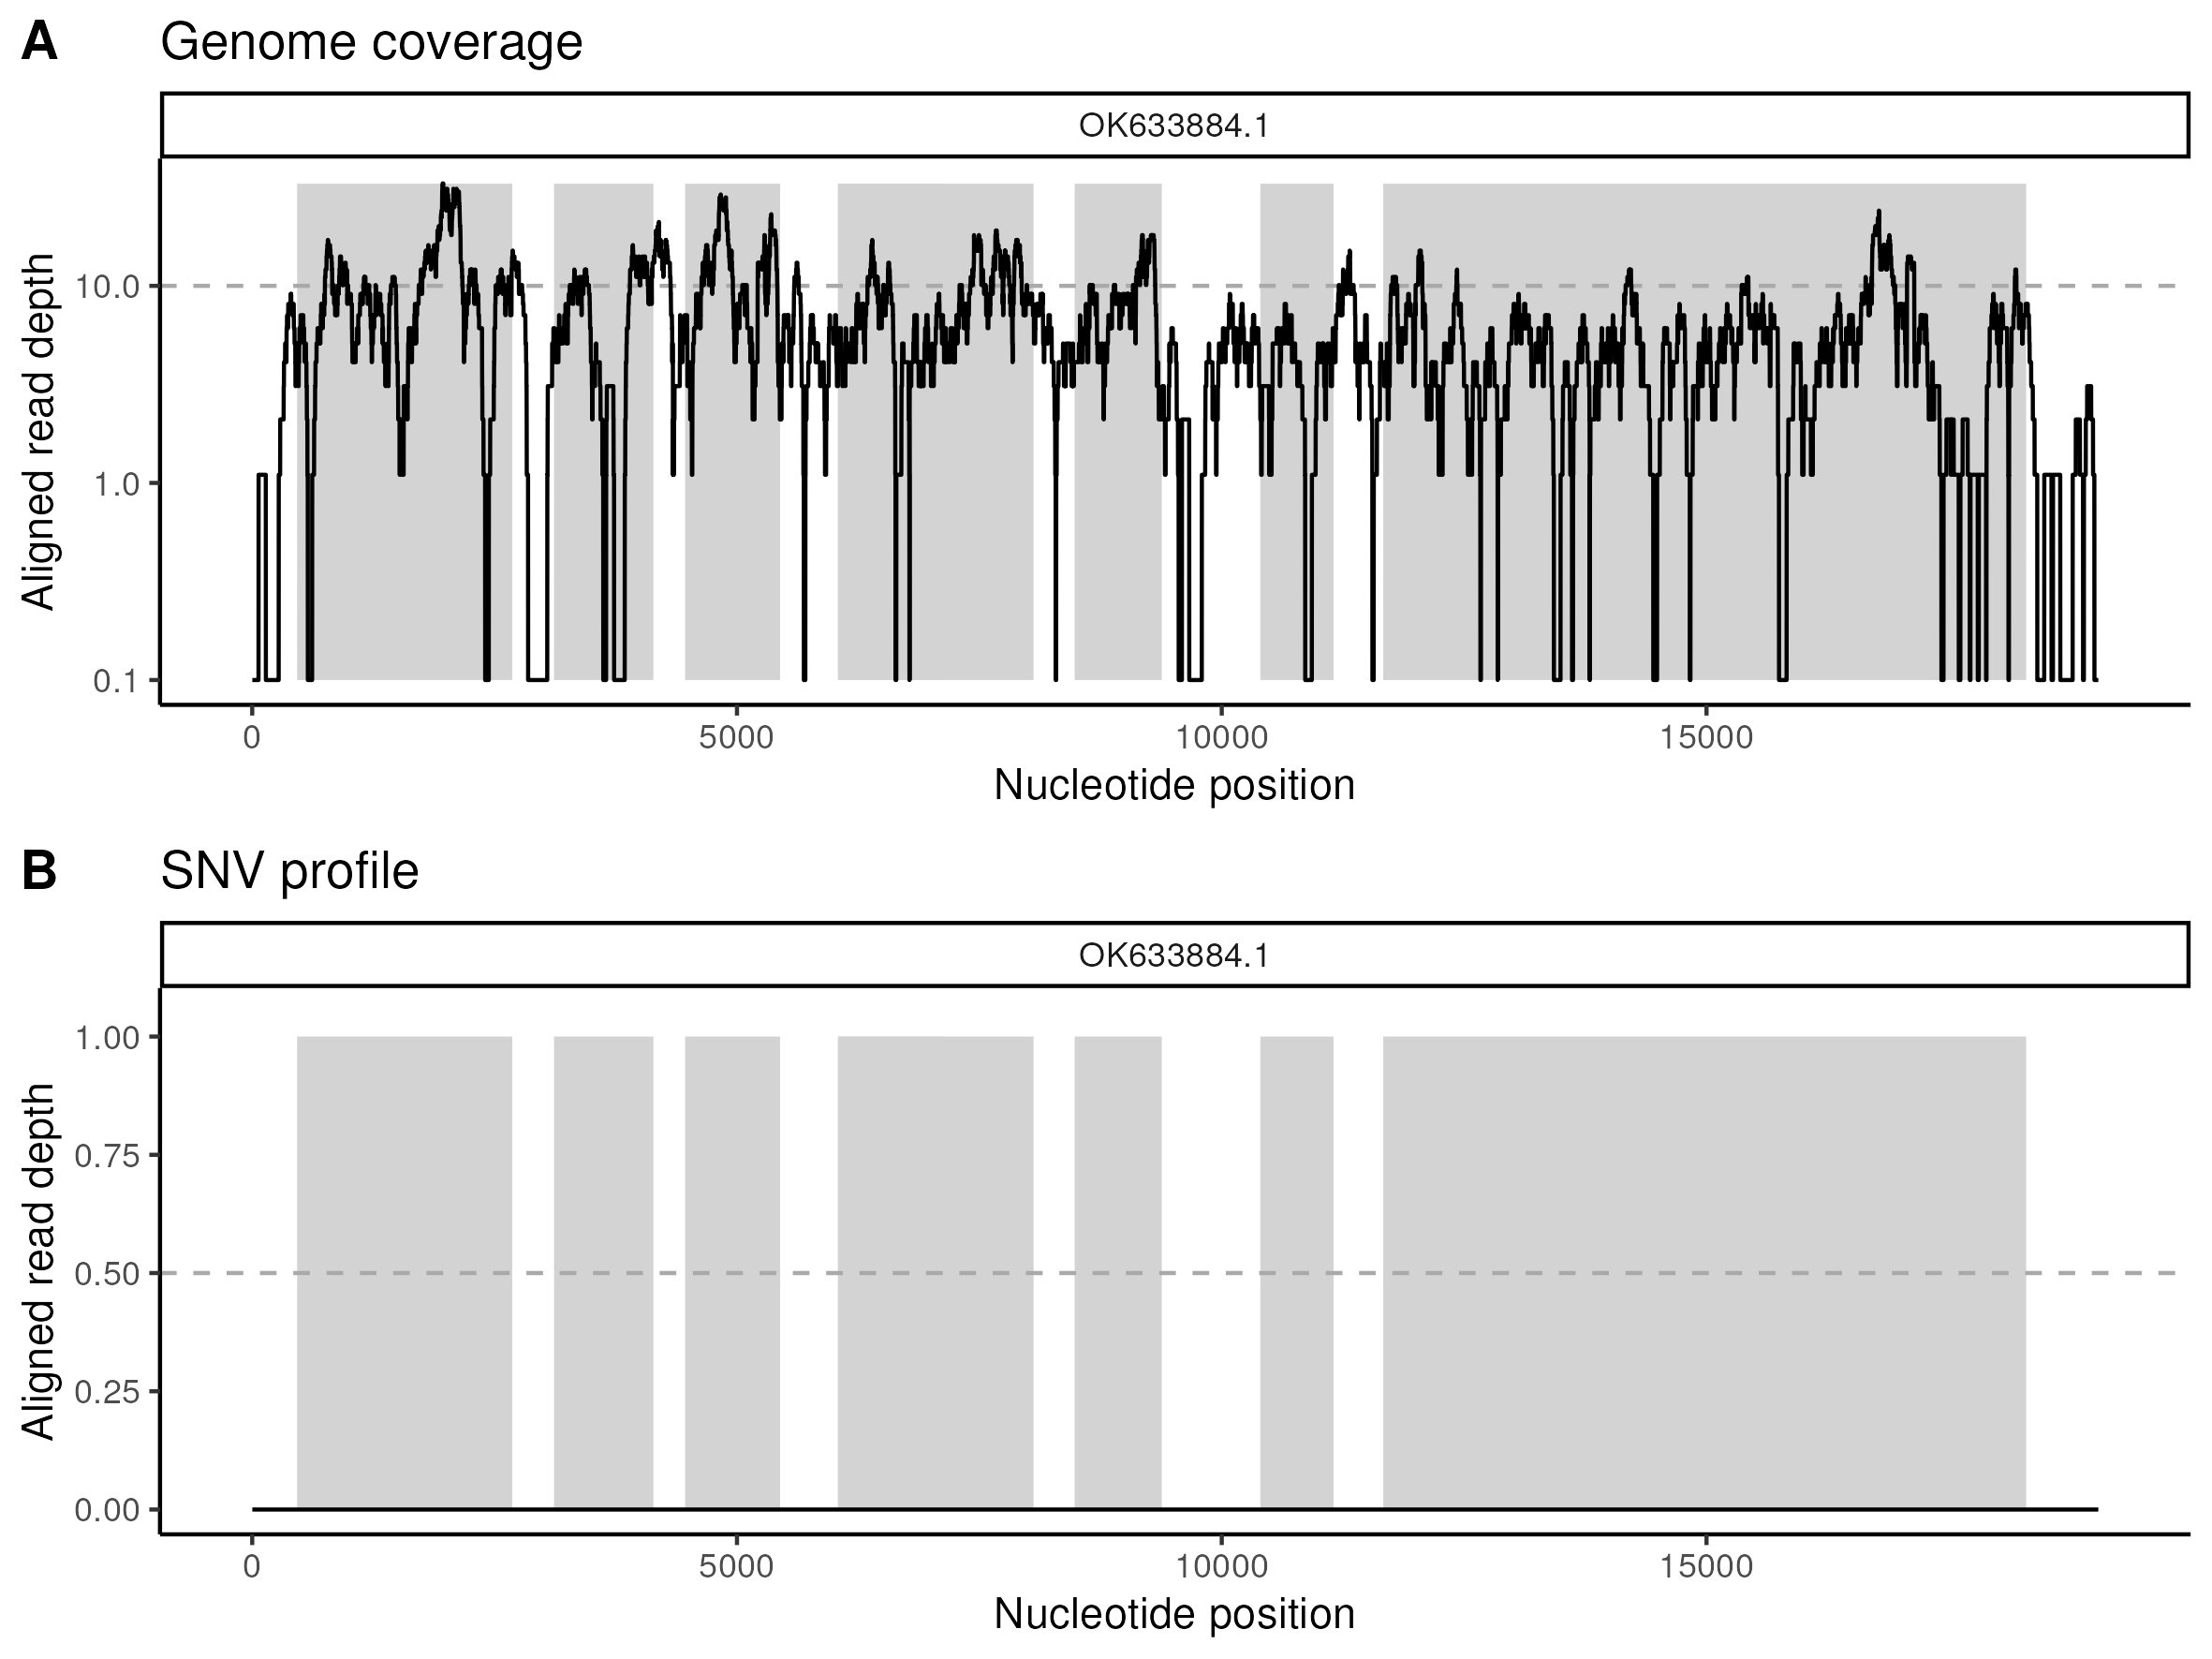 A Genome coverage
OK633884.1
Aligned read depth
10.0
1.0
0.1
0 5000 10000 15000
Nucleotide position
B SNV profile
OK633884.1
Aligned read depth
1.00
0.75
0.50
0.25
0.00
0 5000 10000 15000
Nucleotide position